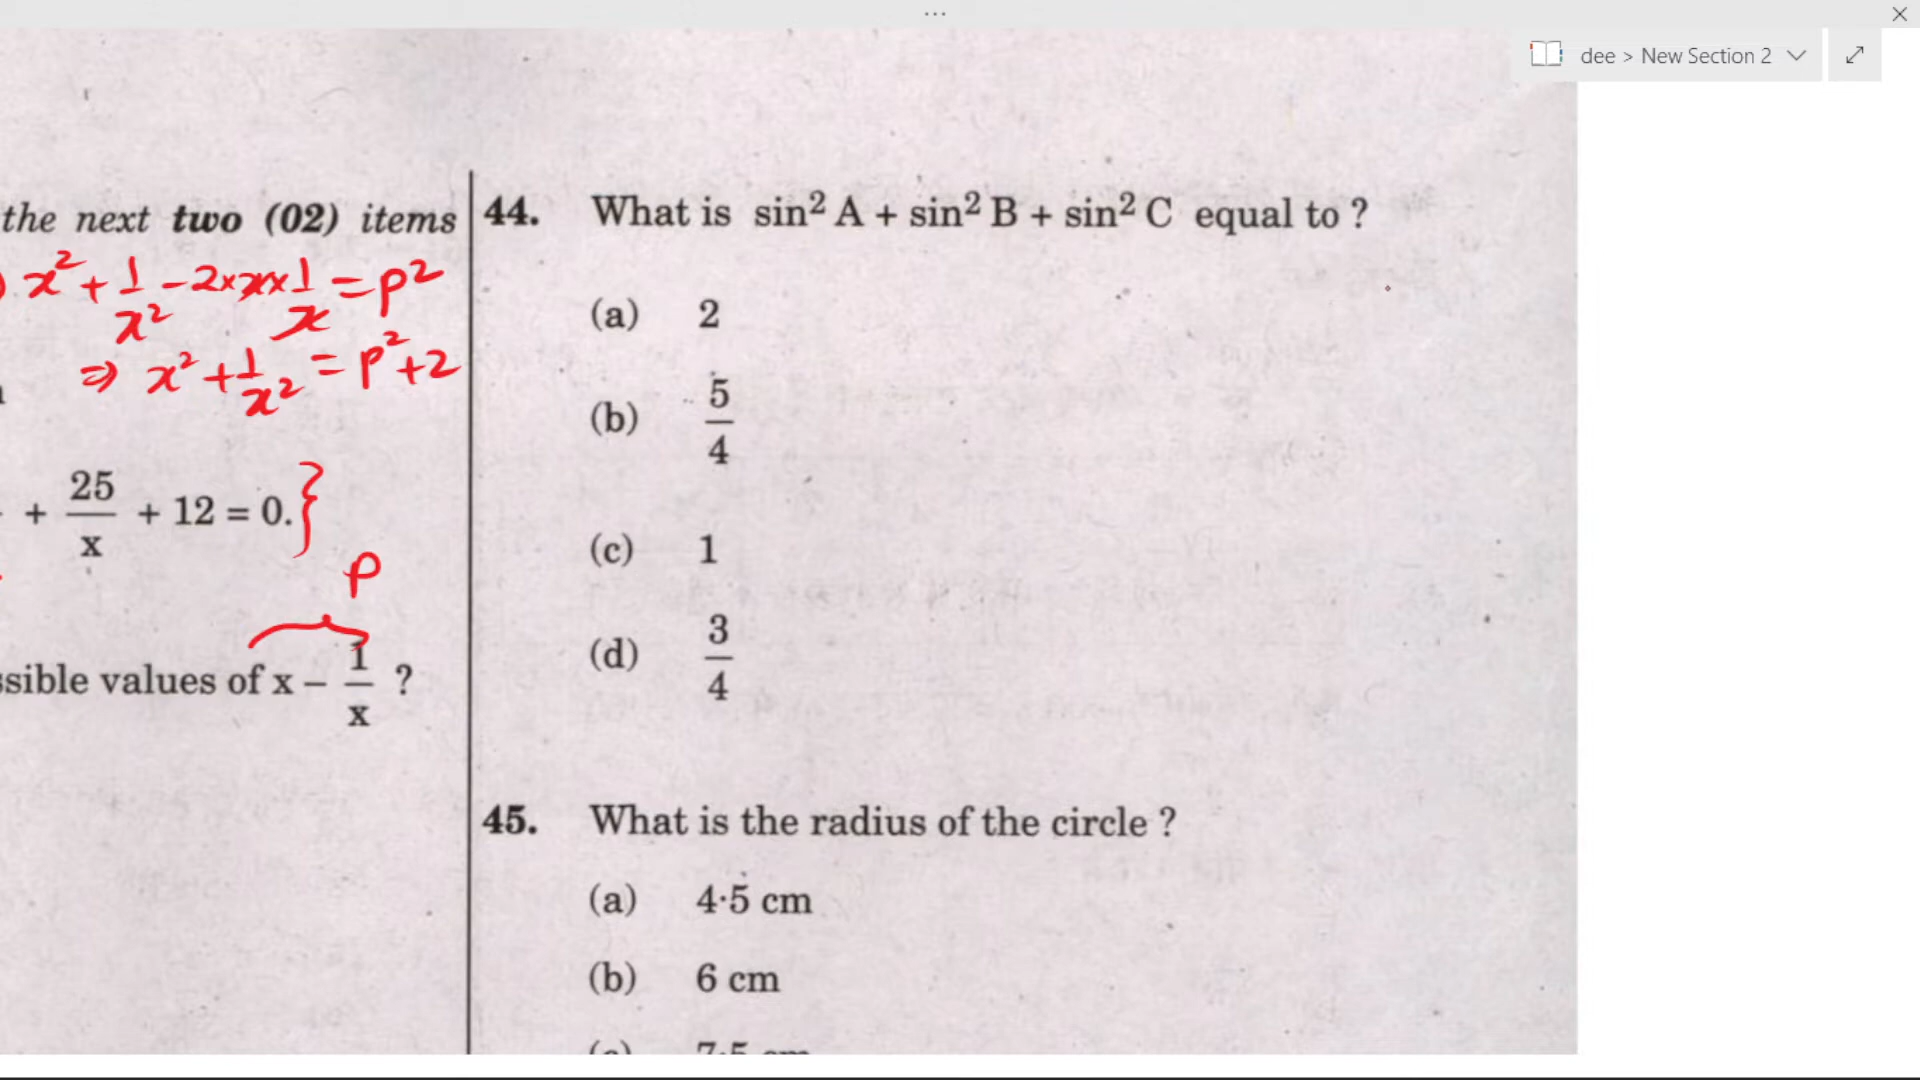 dee > New Section 2
the next two (02) items
x² + 1/x² - 2×x×1/x = p²
⇒ x² + 1/x² = p²+2
+ 25/x + 12 = 0. }
p
ssible values of x – 1/x ?
44. What is sin² A + sin² B + sin² C equal to ?
(a) 2
(b) 5/4
(c) 1
(d) 3/4
45. What is the radius of the circle ?
(a) 4·5 cm
(b) 6 cm